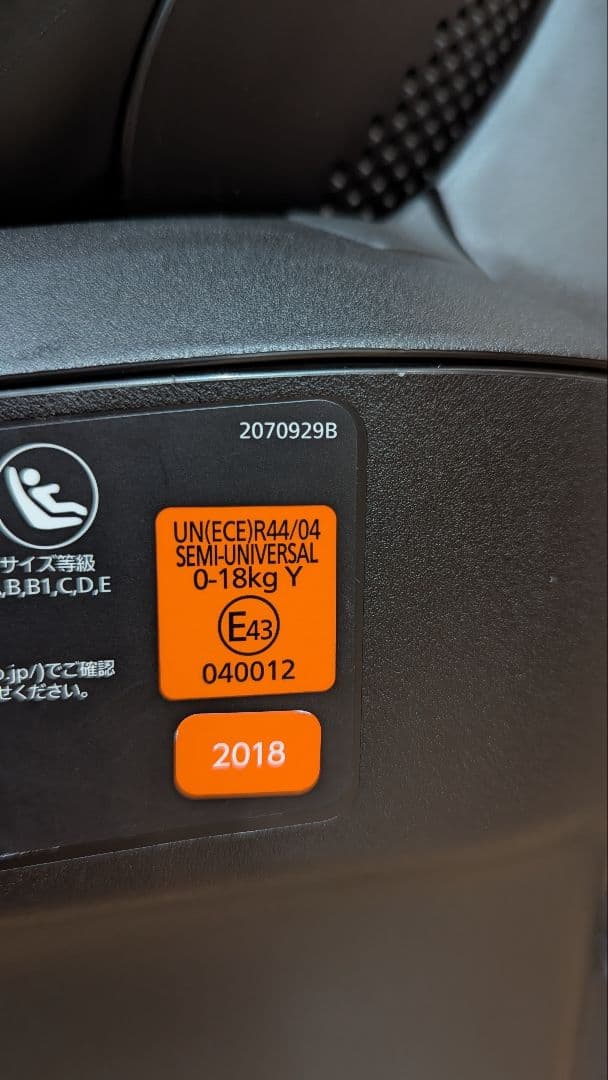 2070929B
UN(ECE)R44/04
SEMI-UNIVERSAL
0-18kg Y
E43
040012
2018
サイズ等級
,B,B1,C,D,E
.jp/)でご確認
せください。